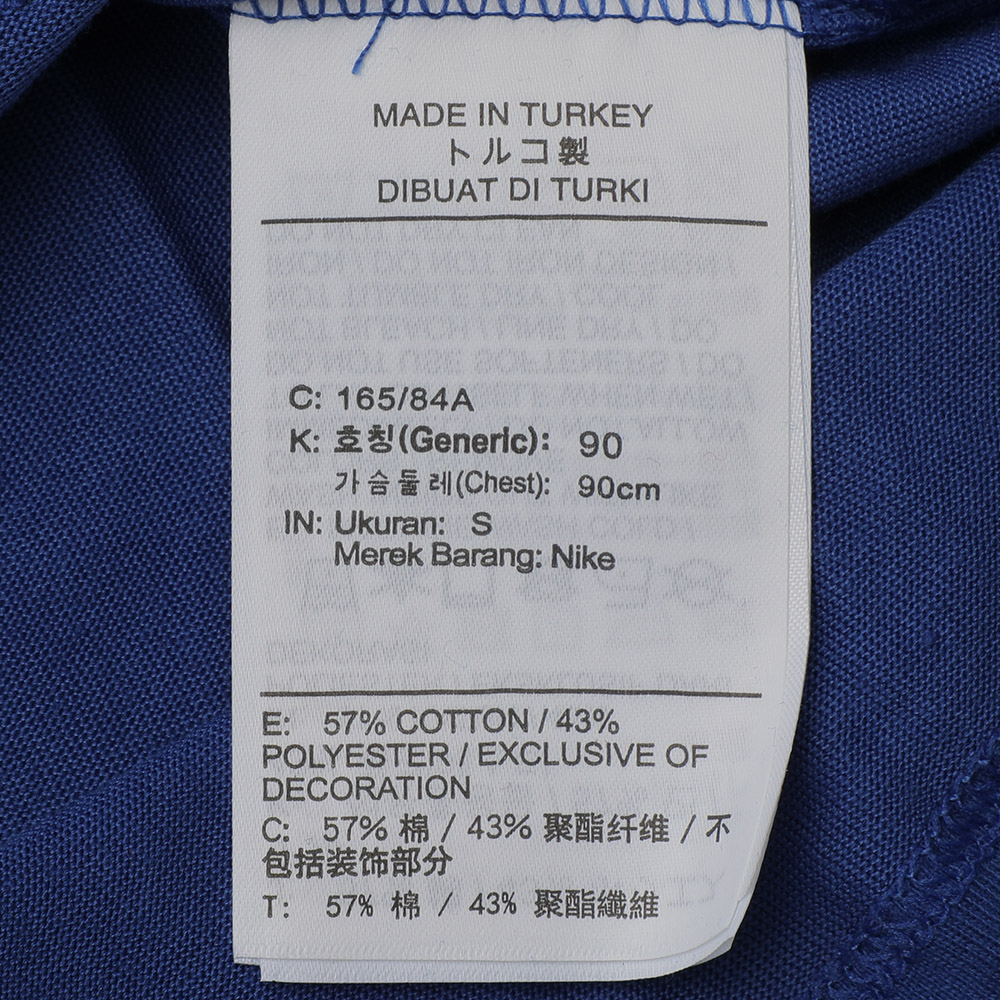 MADE IN TURKEY
トルコ製
DIBUAT DI TURKI
C: 165/84A
K: 호칭(Generic): 90
가슴둘레(Chest): 90cm
IN: Ukuran: S
Merek Barang: Nike
E: 57% COTTON / 43%
POLYESTER / EXCLUSIVE OF
DECORATION
C: 57% 棉 / 43% 聚酯纤维 / 不
包括装饰部分
T: 57% 棉 / 43% 聚酯纖維